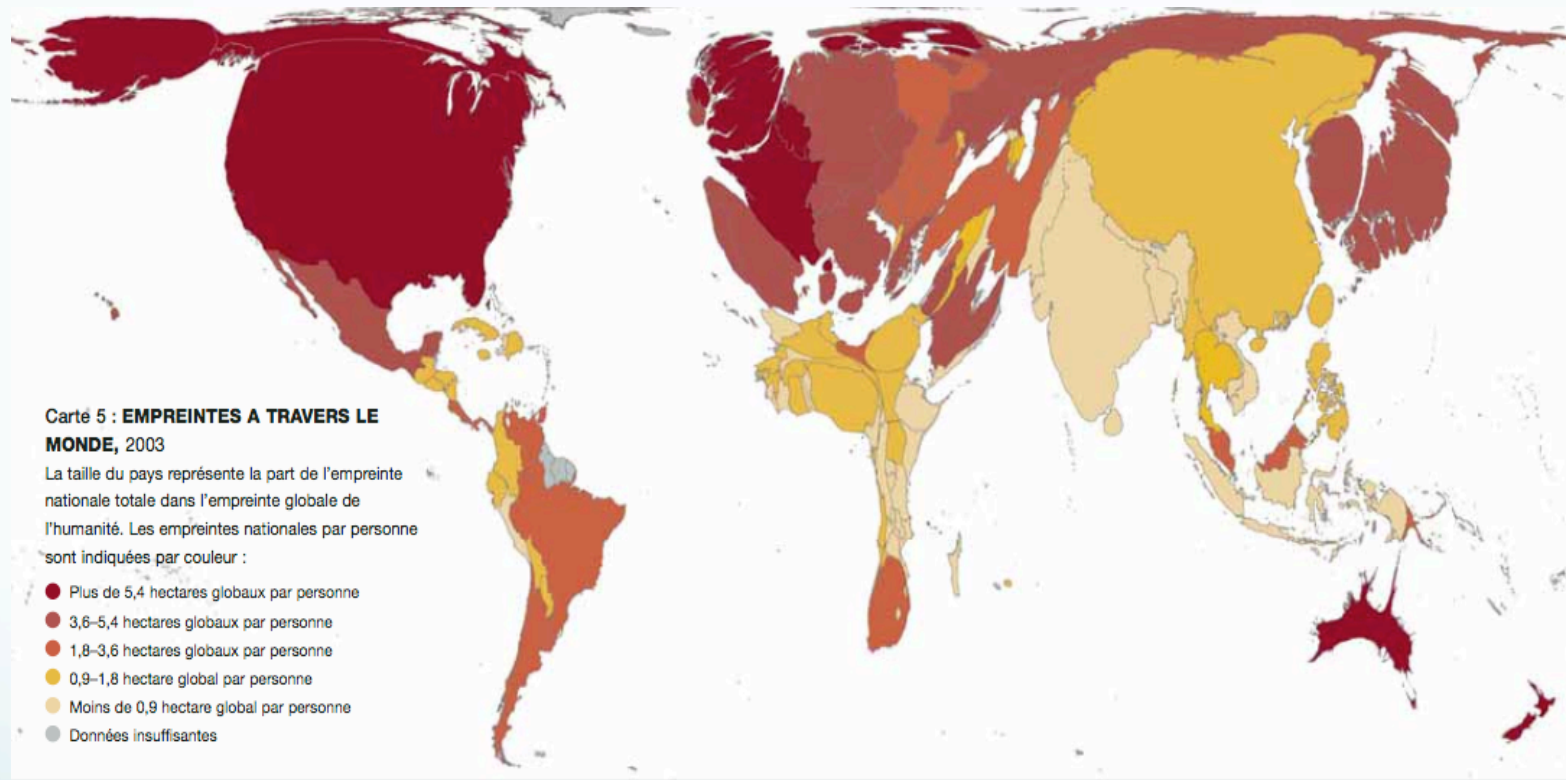 Carte 5 : EMPREINTES A TRAVERS LE
MONDE, 2003
La taille du pays représente la part de l'empreinte
nationale totale dans l'empreinte globale de
l'humanité. Les empreintes nationales par personne
sont indiquées par couleur :
Plus de 5,4 hectares globaux par personne
3,6–5,4 hectares globaux par personne
1,8–3,6 hectares globaux par personne
0,9–1,8 hectare global par personne
Moins de 0,9 hectare global par personne
Données insuffisantes